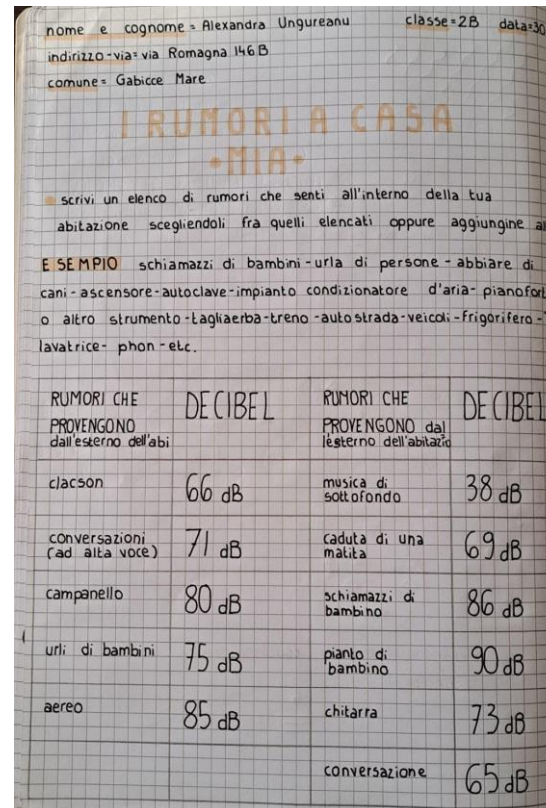 nome e cognome = Alexandra Ungureanu classe = 2B data = 30
indirizzo - via = via Romagna 146 B
comune = Gabicce Mare
I RUMORI A CASA
•MIA•
scrivi un elenco di rumori che senti all'interno della tua
abitazione scegliendoli fra quelli elencati oppure aggiungine al
ESEMPIO schiamazzi di bambini - urla di persone - abbiare di
cani - ascensore - autoclave - impianto condizionatore d'aria - pianofort
o altro strumento - tagliaerba - treno - autostrada - veicoli - frigorifero -
lavatrice - phon - etc.
RUMORI CHE
PROVENGONO
dall'esterno dell'abi
DECIBEL
RUMORI CHE
PROVENGONO dal
lesterno dell'abitazio
DECIBEL
clacson 66 dB musica di
sottofondo 38 dB
conversazioni
(ad alta voce) 71 dB caduta di una
matita 69 dB
campanello 80 dB schiamazzi di
bambino 86 dB
urli di bambini 75 dB pianto di
bambino 90 dB
aereo 85 dB chitarra 73 dB
conversazione 65 dB